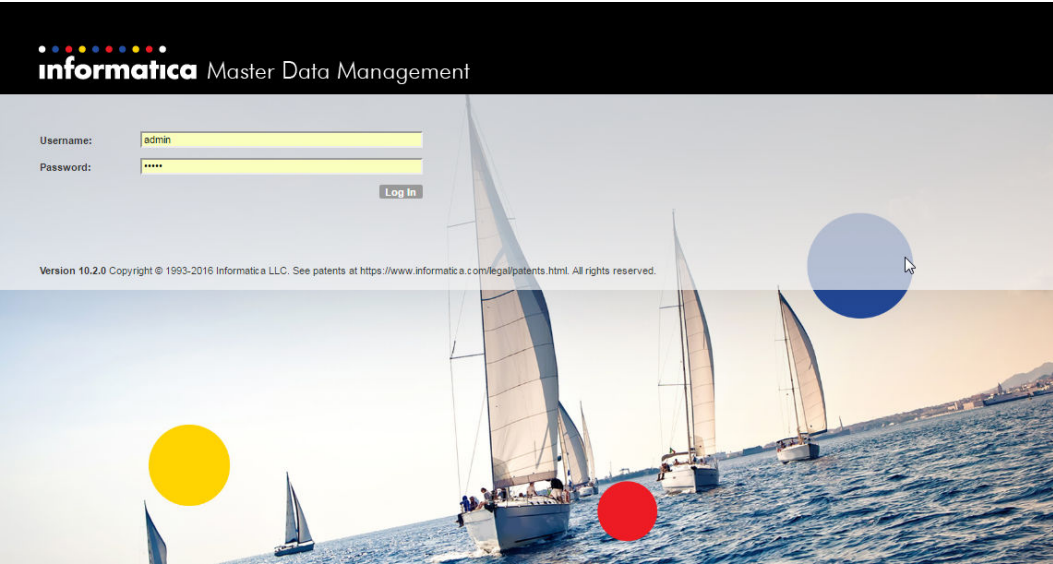 informatica Master Data Management
Username: admin
Password: •••••
Log In
Version 10.2.0 Copyright © 1993-2016 Informatica LLC. See patents at https://www.informatica.com/legal/patents.html. All rights reserved.